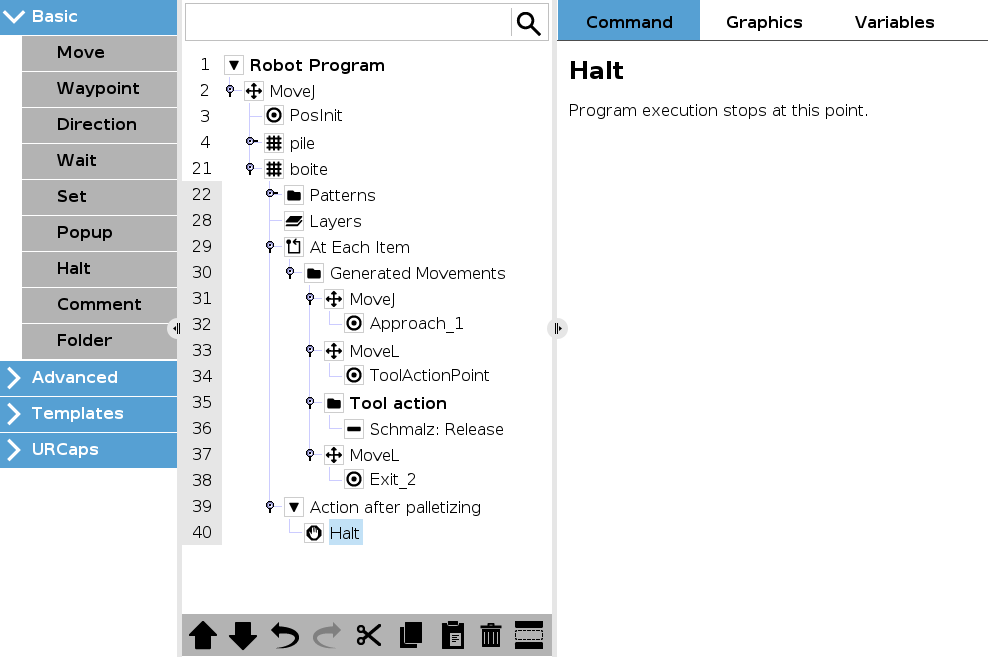 Basic
Move
Waypoint
Direction
Wait
Set
Popup
Halt
Comment
Folder
Advanced
Templates
URCaps
1 Robot Program
2 MoveJ
3 PosInit
4 pile
21 boite
22 Patterns
28 Layers
29 At Each Item
30 Generated Movements
31 MoveJ
32 Approach_1
33 MoveL
34 ToolActionPoint
35 Tool action
36 Schmalz: Release
37 MoveL
38 Exit_2
39 Action after palletizing
40 Halt
Command Graphics Variables
Halt
Program execution stops at this point.